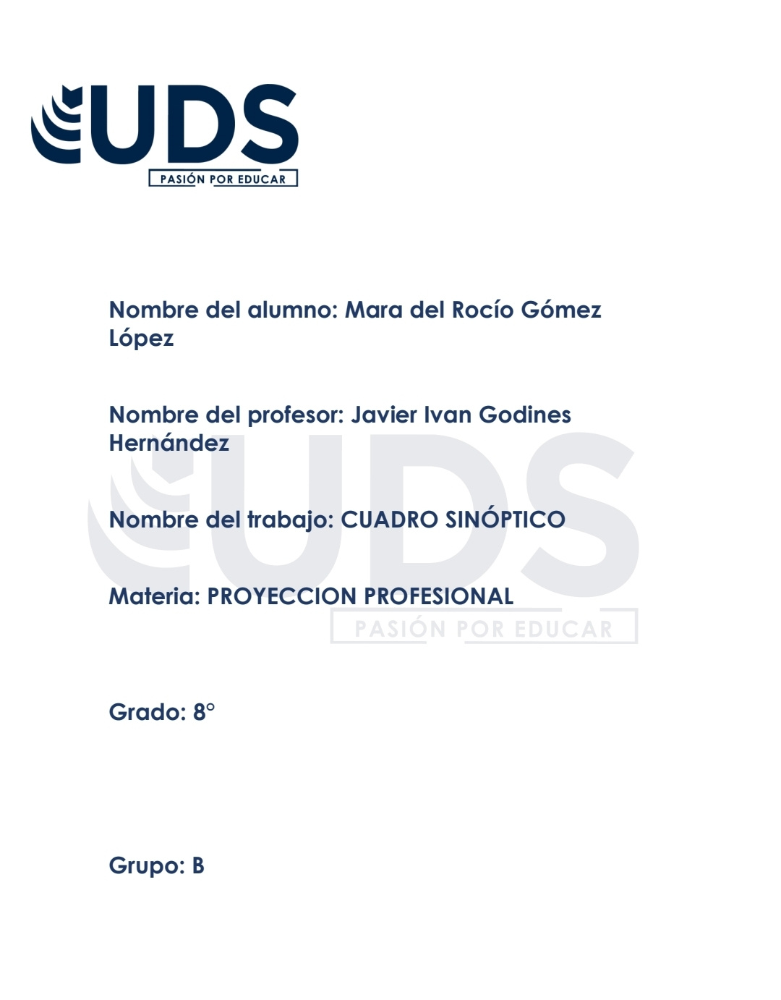 UDS
PASIÓN POR EDUCAR
Nombre del alumno: Mara del Rocío Gómez
López
Nombre del profesor: Javier Ivan Godines
Hernández
UDS
Nombre del trabajo: CUADRO SINÓPTICO
Materia: PROYECCION PROFESIONAL
PASIÓN POR EDUCAR
Grado: 8°
Grupo: B